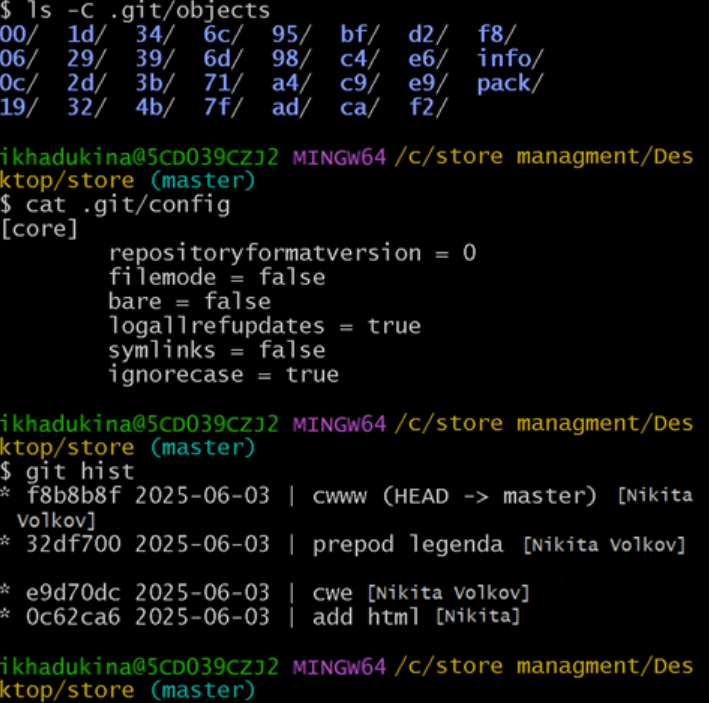 $ ls -C .git/objects
00/ 1d/ 34/ 6c/ 95/ bf/ d2/ f8/
06/ 29/ 39/ 6d/ 98/ c4/ e6/ info/
0c/ 2d/ 3b/ 71/ a4/ c9/ e9/ pack/
19/ 32/ 4b/ 7f/ ad/ ca/ f2/
ikhadukina@5CD039CZJ2 MINGW64 /c/store managment/Des
ktop/store (master)
$ cat .git/config
[core]
repositoryformatversion = 0
filemode = false
bare = false
logallrefupdates = true
symlinks = false
ignorecase = true
ikhadukina@5CD039CZJ2 MINGW64 /c/store managment/Des
ktop/store (master)
$ git hist
* f8b8b8f 2025-06-03 | cwww (HEAD -> master) [Nikita
Volkov]
* 32df700 2025-06-03 | prepod legenda [Nikita Volkov]
* e9d70dc 2025-06-03 | cwe [Nikita Volkov]
* 0c62ca6 2025-06-03 | add html [Nikita]
ikhadukina@5CD039CZJ2 MINGW64 /c/store managment/Des
ktop/store (master)